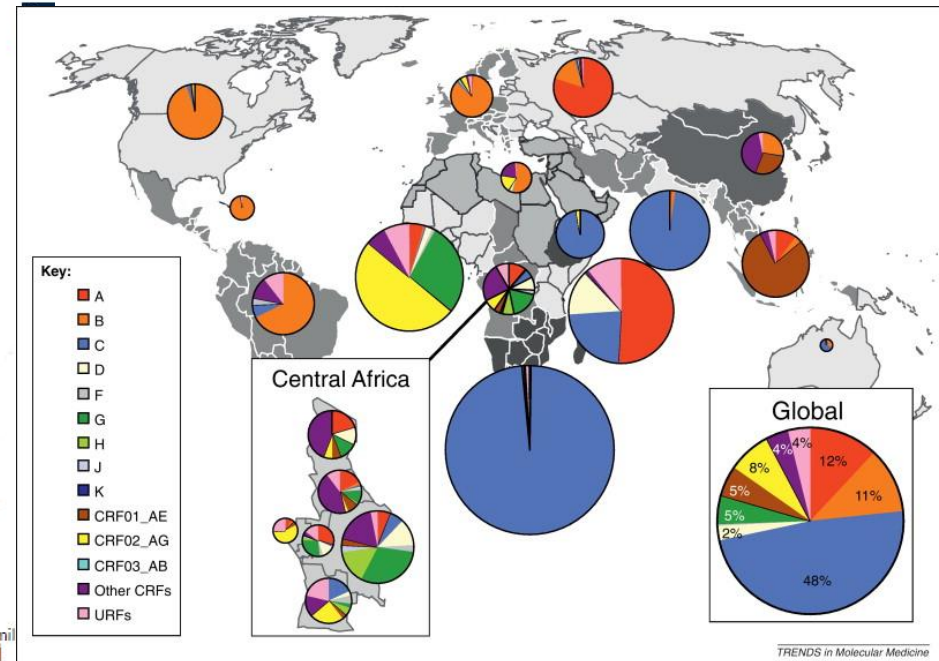 Key:
A
B
C
D
F
G
H
J
K
CRF01_AE
CRF02_AG
CRF03_AB
Other CRFs
URFs
Central Africa
Global
4%
4%
12%
8%
11%
5%
5%
2%
48%
TRENDS in Molecular Medicine